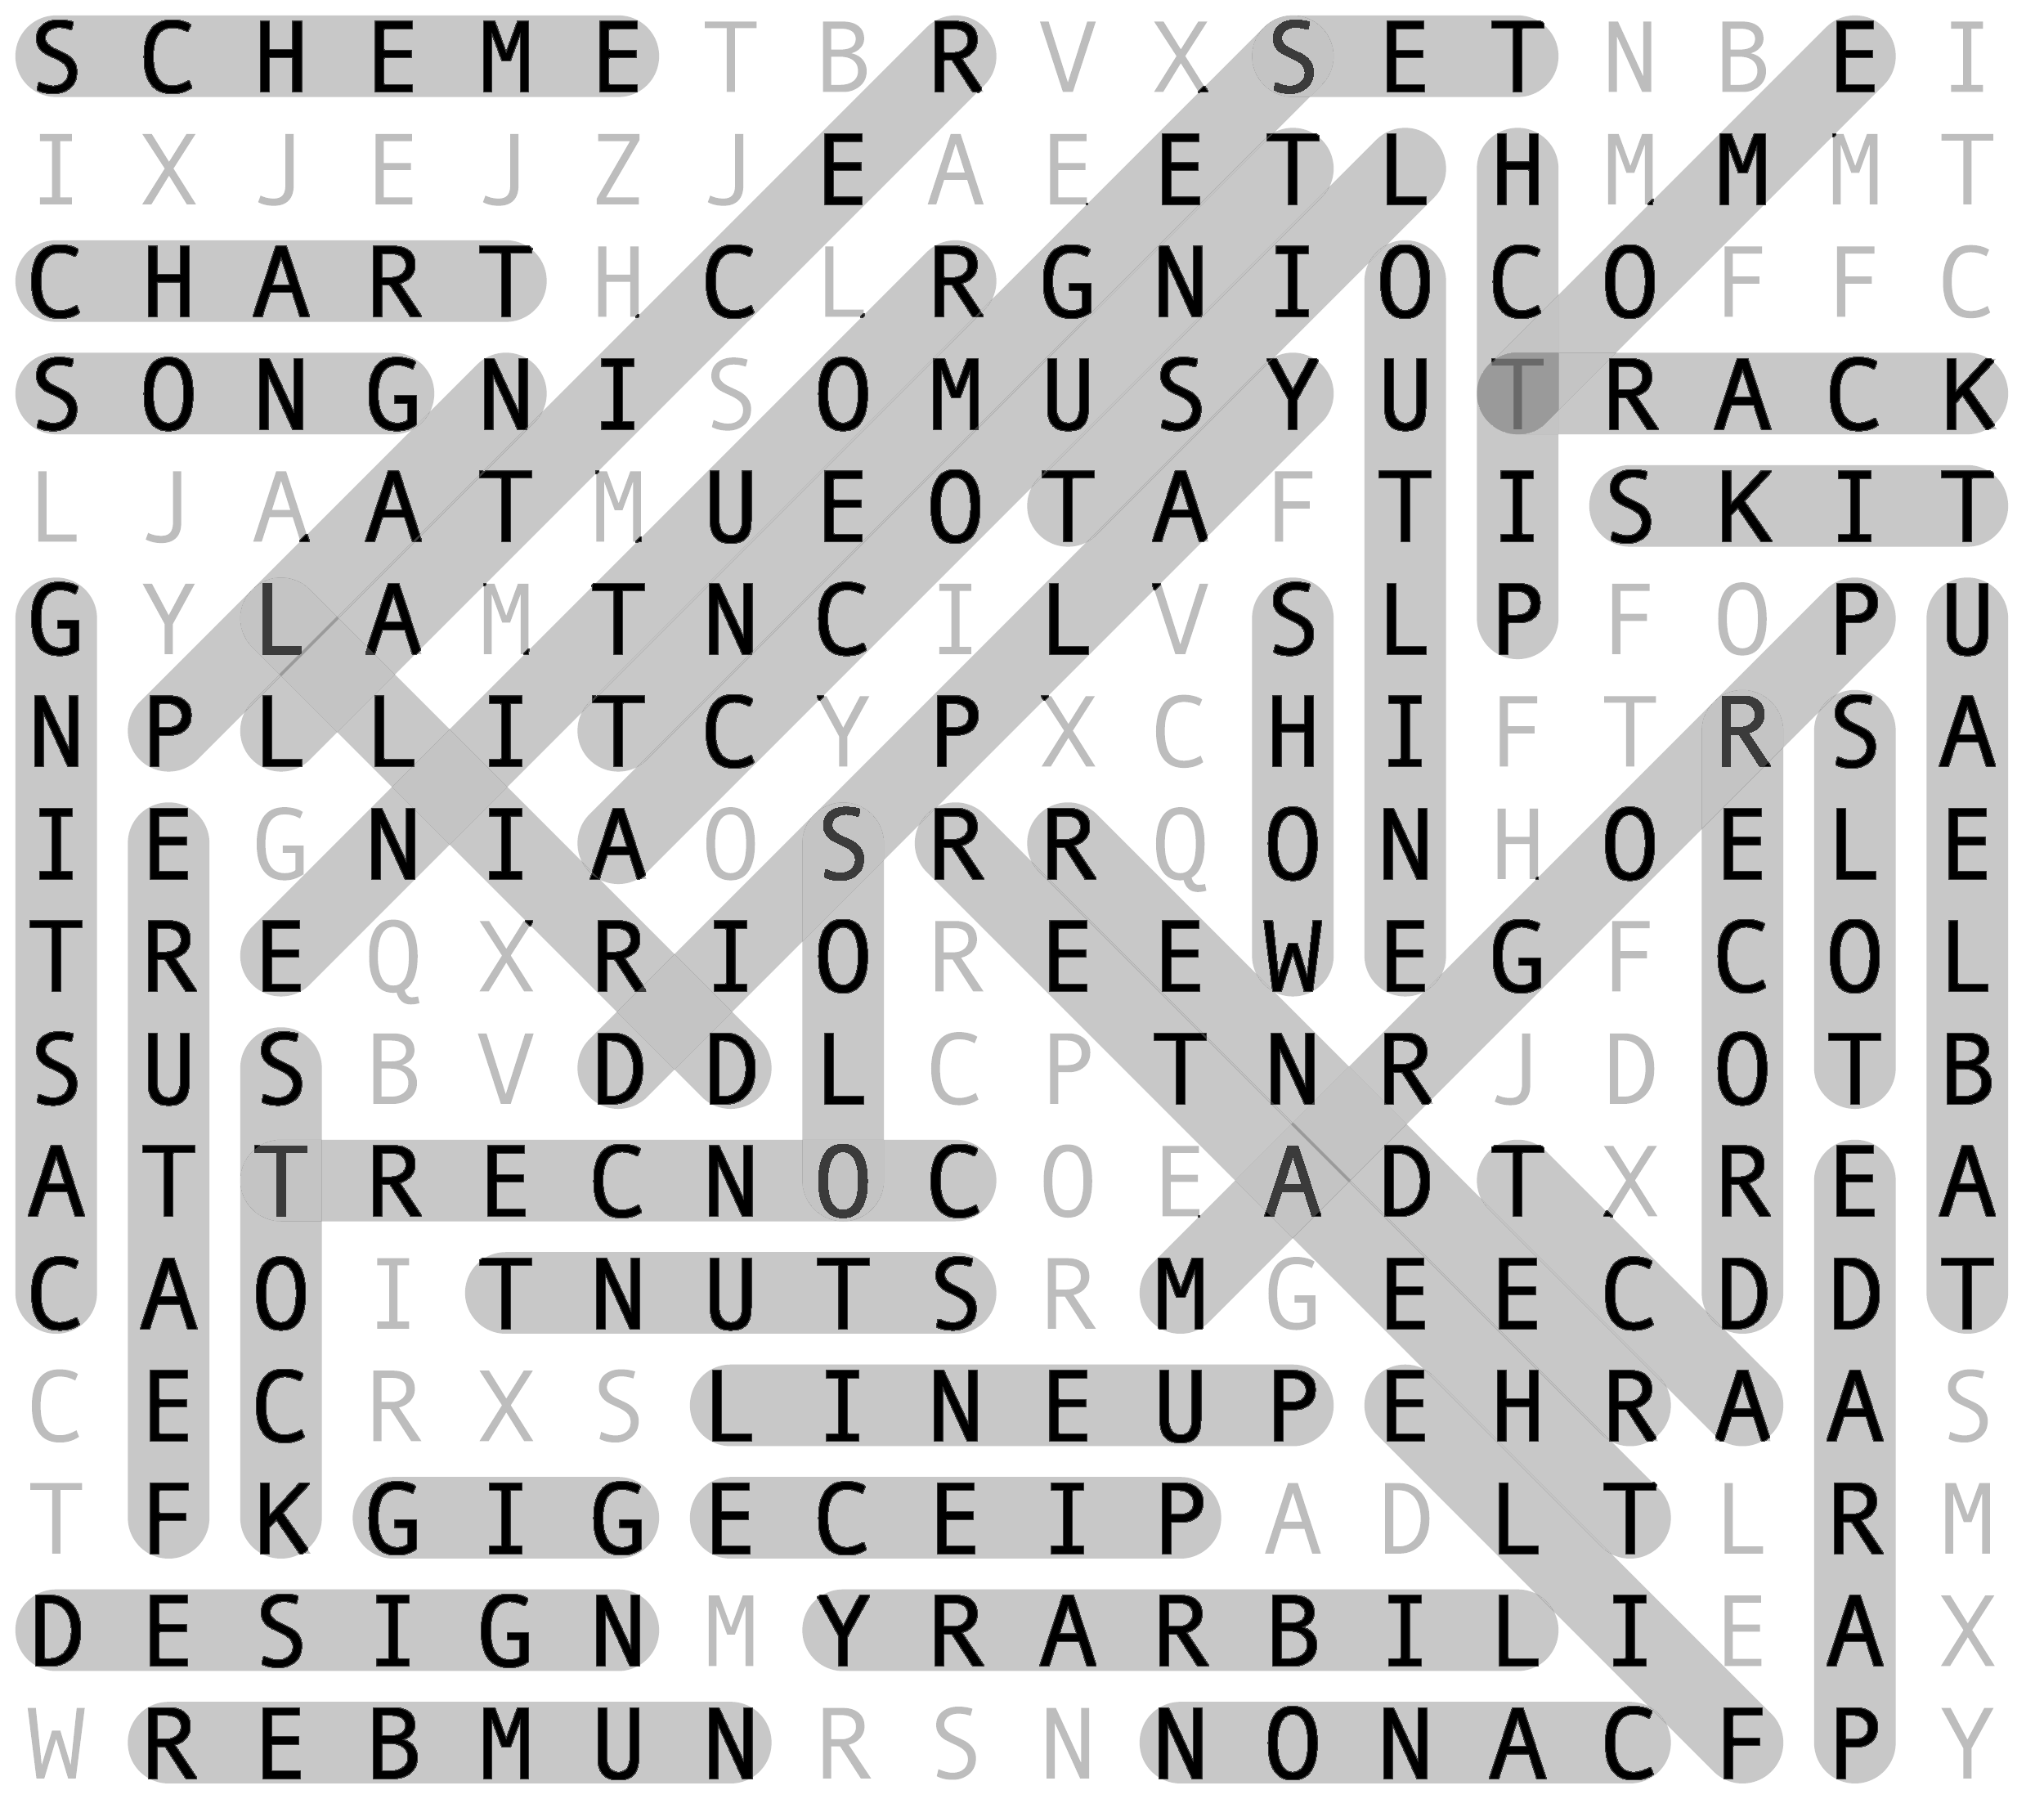 S C H E M E T B R V X S E T N B E I
I X J E J Z J E A E E T L H M M M T
C H A R T H C L R G N I O C O F F C
S O N G N I S O M U S Y U T R A C K
L J A A T M U E O T A F T I S K I T
G Y L A M T N C I L V S L P F O P U
N P L L I T C Y P X C H I F T R S A
I E G N I A O S R R Q O N H O E L E
T R E Q X R I O R E E W E G F C O L
S U S B V D D L C P T N R J D O T B
A T T R E C N O C O E A D T X R E A
C A O I T N U T S R M G E E C D D T
C E C R X S L I N E U P E H R A A S
T F K G I G E C E I P A D L T L R M
D E S I G N M Y R A R B I L I E A X
W R E B M U N R S N N O N A C F P Y